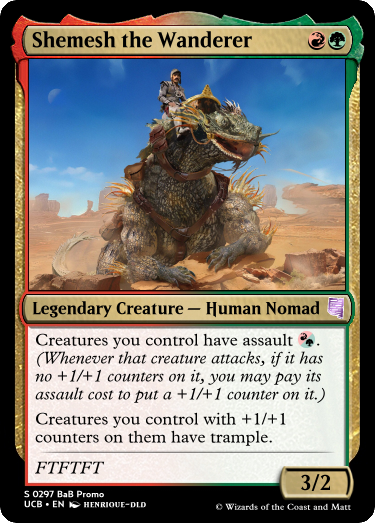 Shemesh the Wanderer
Legendary Creature — Human Nomad
Creatures you control have assault.
(Whenever that creature attacks, if it has
no +1/+1 counters on it, you may pay its
assault cost to put a +1/+1 counter on it.)
Creatures you control with +1/+1
counters on them have trample.
FTFTFT
3/2
S 0297 BaB Promo
UCB • EN HENRIQUE-DLD
© Wizards of the Coast and Matt